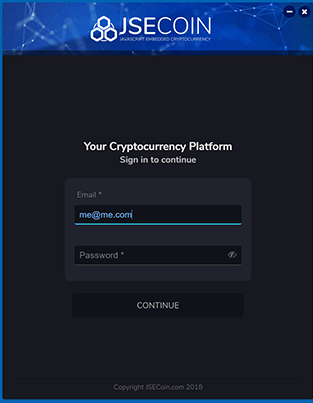 JSECOIN
JAVASCRIPT EMBEDDED CRYPTOCURRENCY
Your Cryptocurrency Platform
Sign in to continue
Email *
me@me.com
Password *
CONTINUE
Copyright JSECoin.com 2018